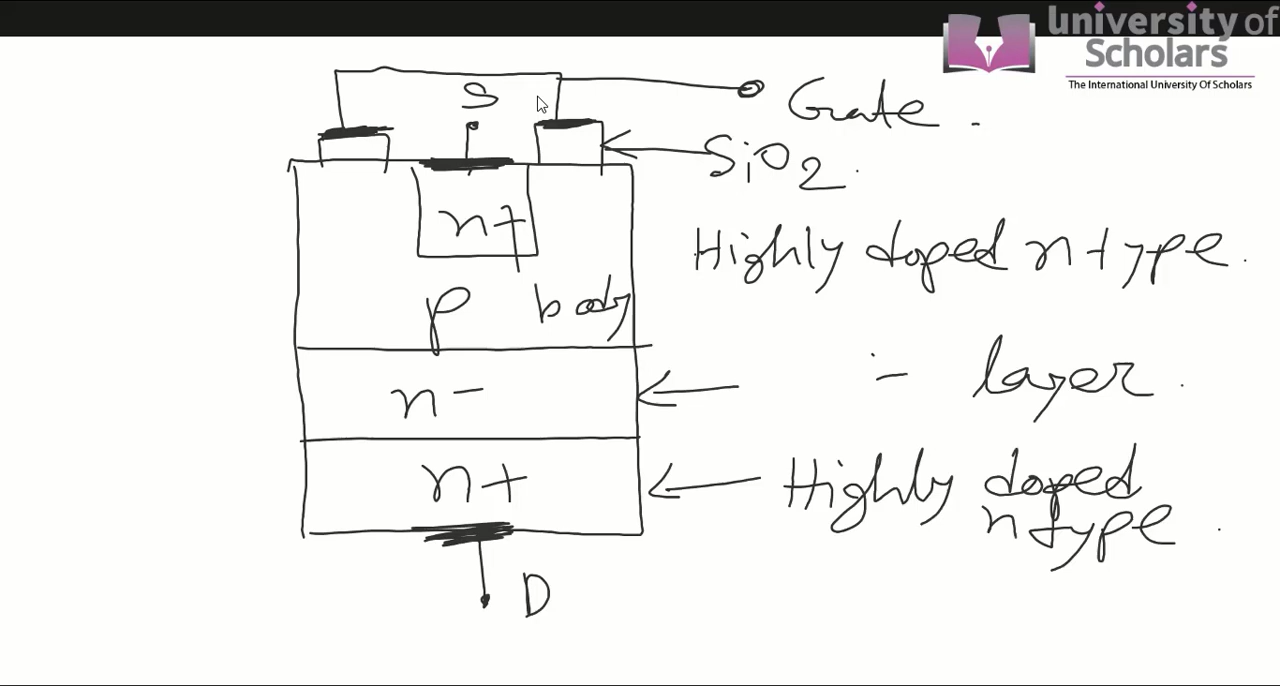 University of
Scholars
The International University Of Scholars
S
Gate.
SiO2.
n+
Highly doped n type.
p body
n-
- layer.
n+
Highly doped
n type.
D